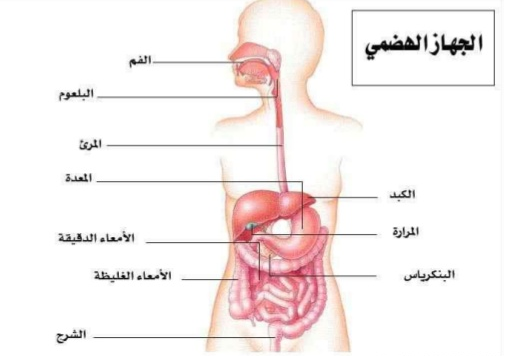 الجهاز الهضمي
الفم
البلعوم
المرئ
المعدة
الكبد
المرارة
الأمعاء الدقيقة
البنكرياس
الأمعاء الغليظة
الشرج